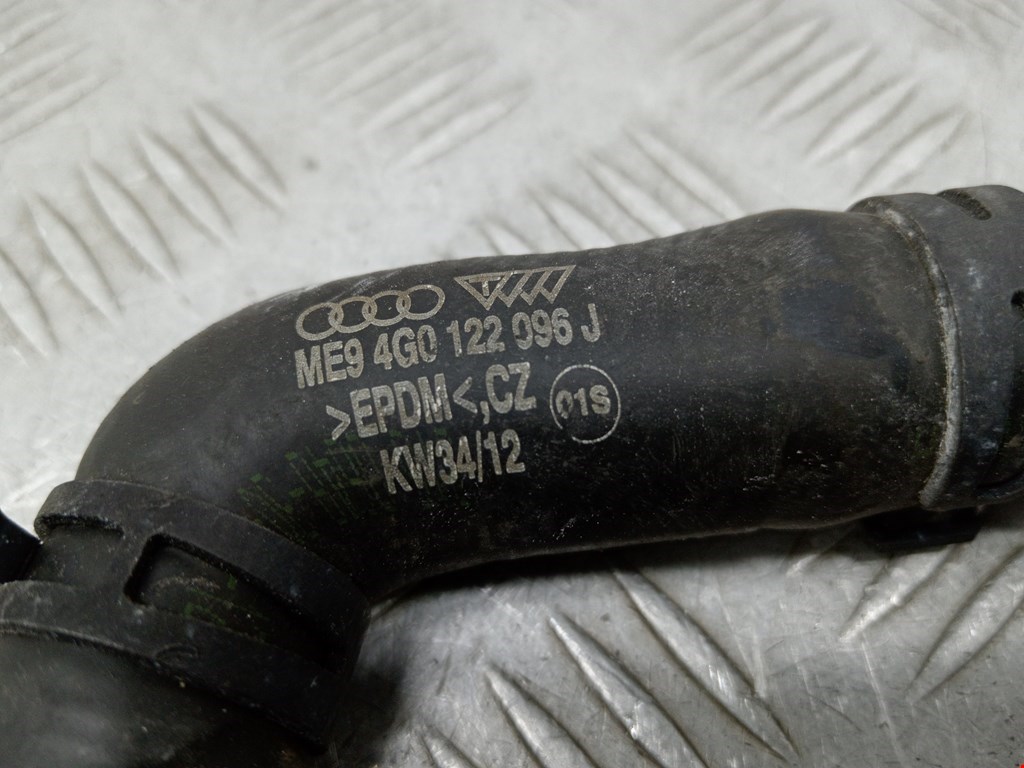 ME9 4G0 122 096 J
>EPDM<,CZ 01S
KW34/12